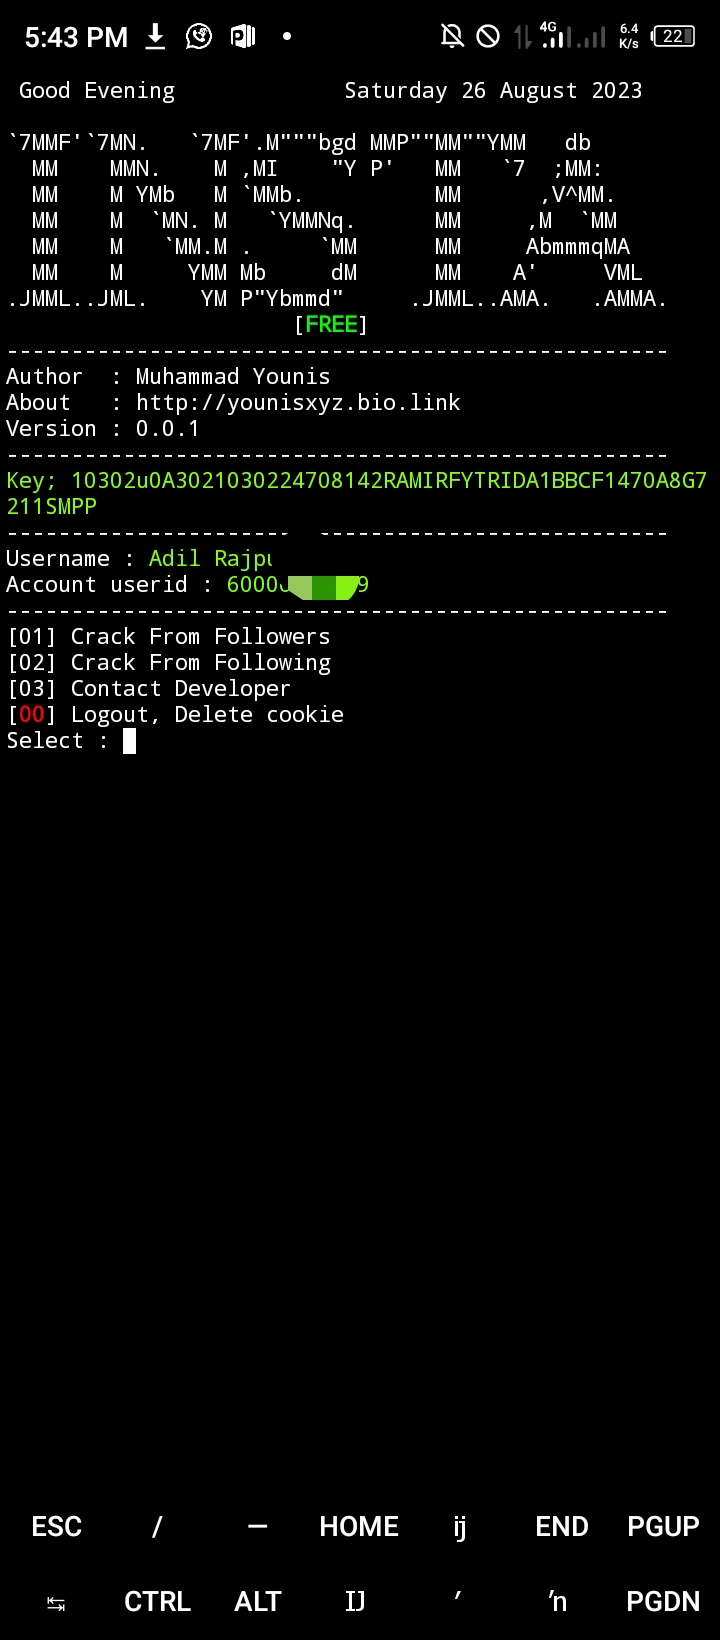 5:43 PM 4G 6.4 K/s 22
Good Evening Saturday 26 August 2023
`7MMF'`7MN.   `7MF'.M"""bgd MMP""MM""YMM   db
  MM    MMN.    M ,MI    "Y P'   MM   `7  ;MM:
  MM    M YMb   M `MMb.          MM      ,V^MM.
  MM    M  `MN. M   `YMMNq.      MM     ,M  `MM
  MM    M   `MM.M .     `MM      MM     AbmmmqMA
  MM    M     YMM Mb     dM      MM    A'     VML
.JMML..JML.    YM P"Ybmmd"     .JMML..AMA.   .AMMA.
[FREE]
---------------------------------------------------
Author  : Muhammad Younis
About   : http://younisxyz.bio.link
Version : 0.0.1
---------------------------------------------------
Key; 10302u0A3021030224708142RAMIRFYTRIDA1BBCF1470A8G7
211SMPP
---------------------------------------------------
Username : Adil
Account userid :
---------------------------------------------------
[01] Crack From Followers
[02] Crack From Following
[03] Contact Developer
[00] Logout, Delete cookie
Select :
ESC / — HOME ĳ END PGUP
↹ CTRL ALT Ĳ ′ ŉ PGDN